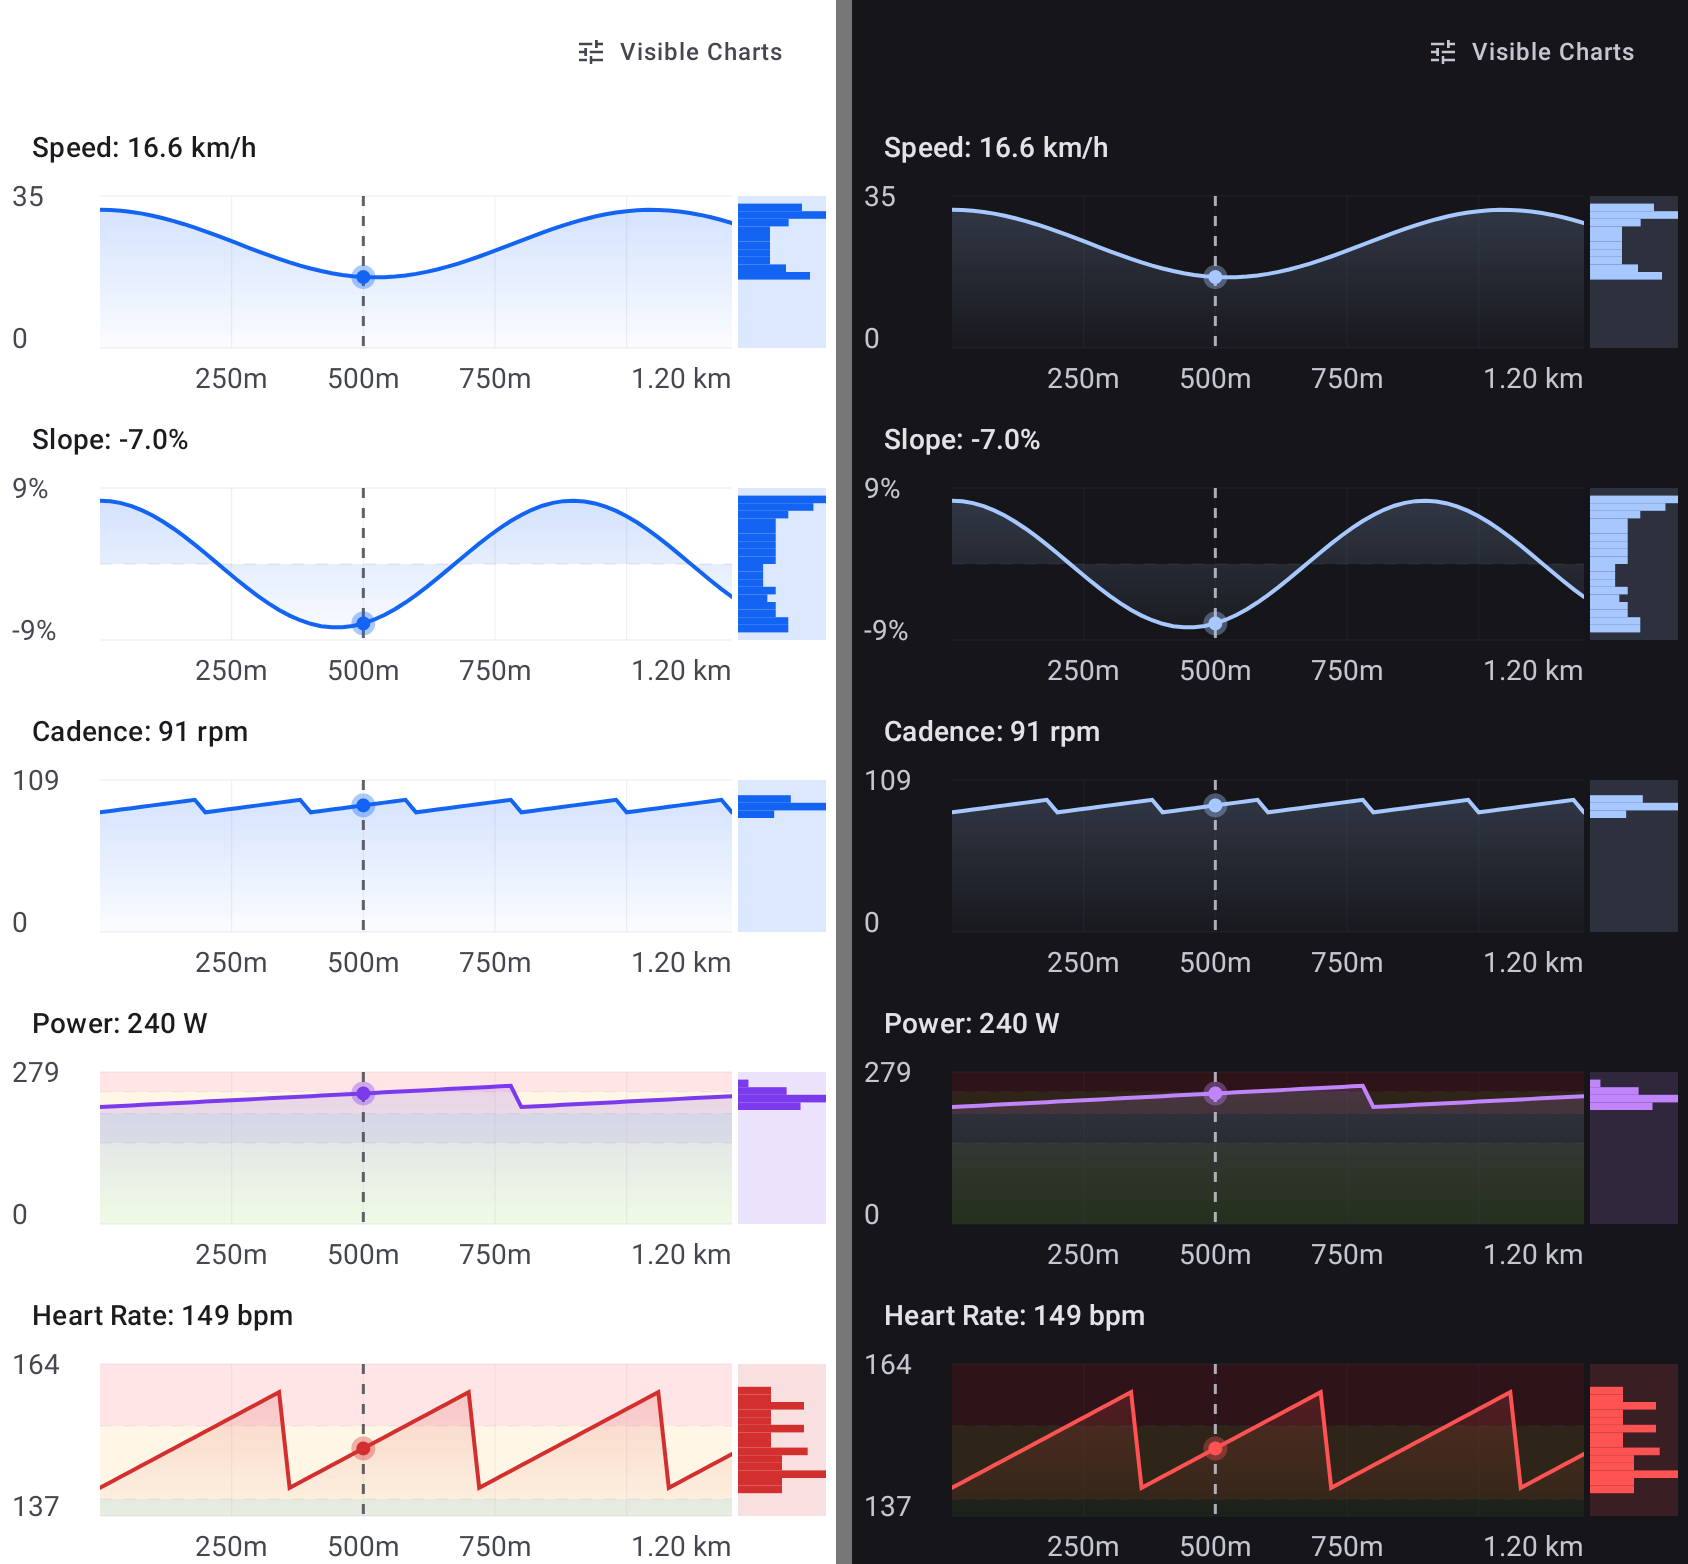 Visible Charts
Speed: 16.6 km/h
35
0
250m 500m 750m 1.20 km
Slope: -7.0%
9%
-9%
250m 500m 750m 1.20 km
Cadence: 91 rpm
109
0
250m 500m 750m 1.20 km
Power: 240 W
279
0
250m 500m 750m 1.20 km
Heart Rate: 149 bpm
164
137
250m 500m 750m 1.20 km
Visible Charts
Speed: 16.6 km/h
35
0
250m 500m 750m 1.20 km
Slope: -7.0%
9%
-9%
250m 500m 750m 1.20 km
Cadence: 91 rpm
109
0
250m 500m 750m 1.20 km
Power: 240 W
279
0
250m 500m 750m 1.20 km
Heart Rate: 149 bpm
164
137
250m 500m 750m 1.20 km